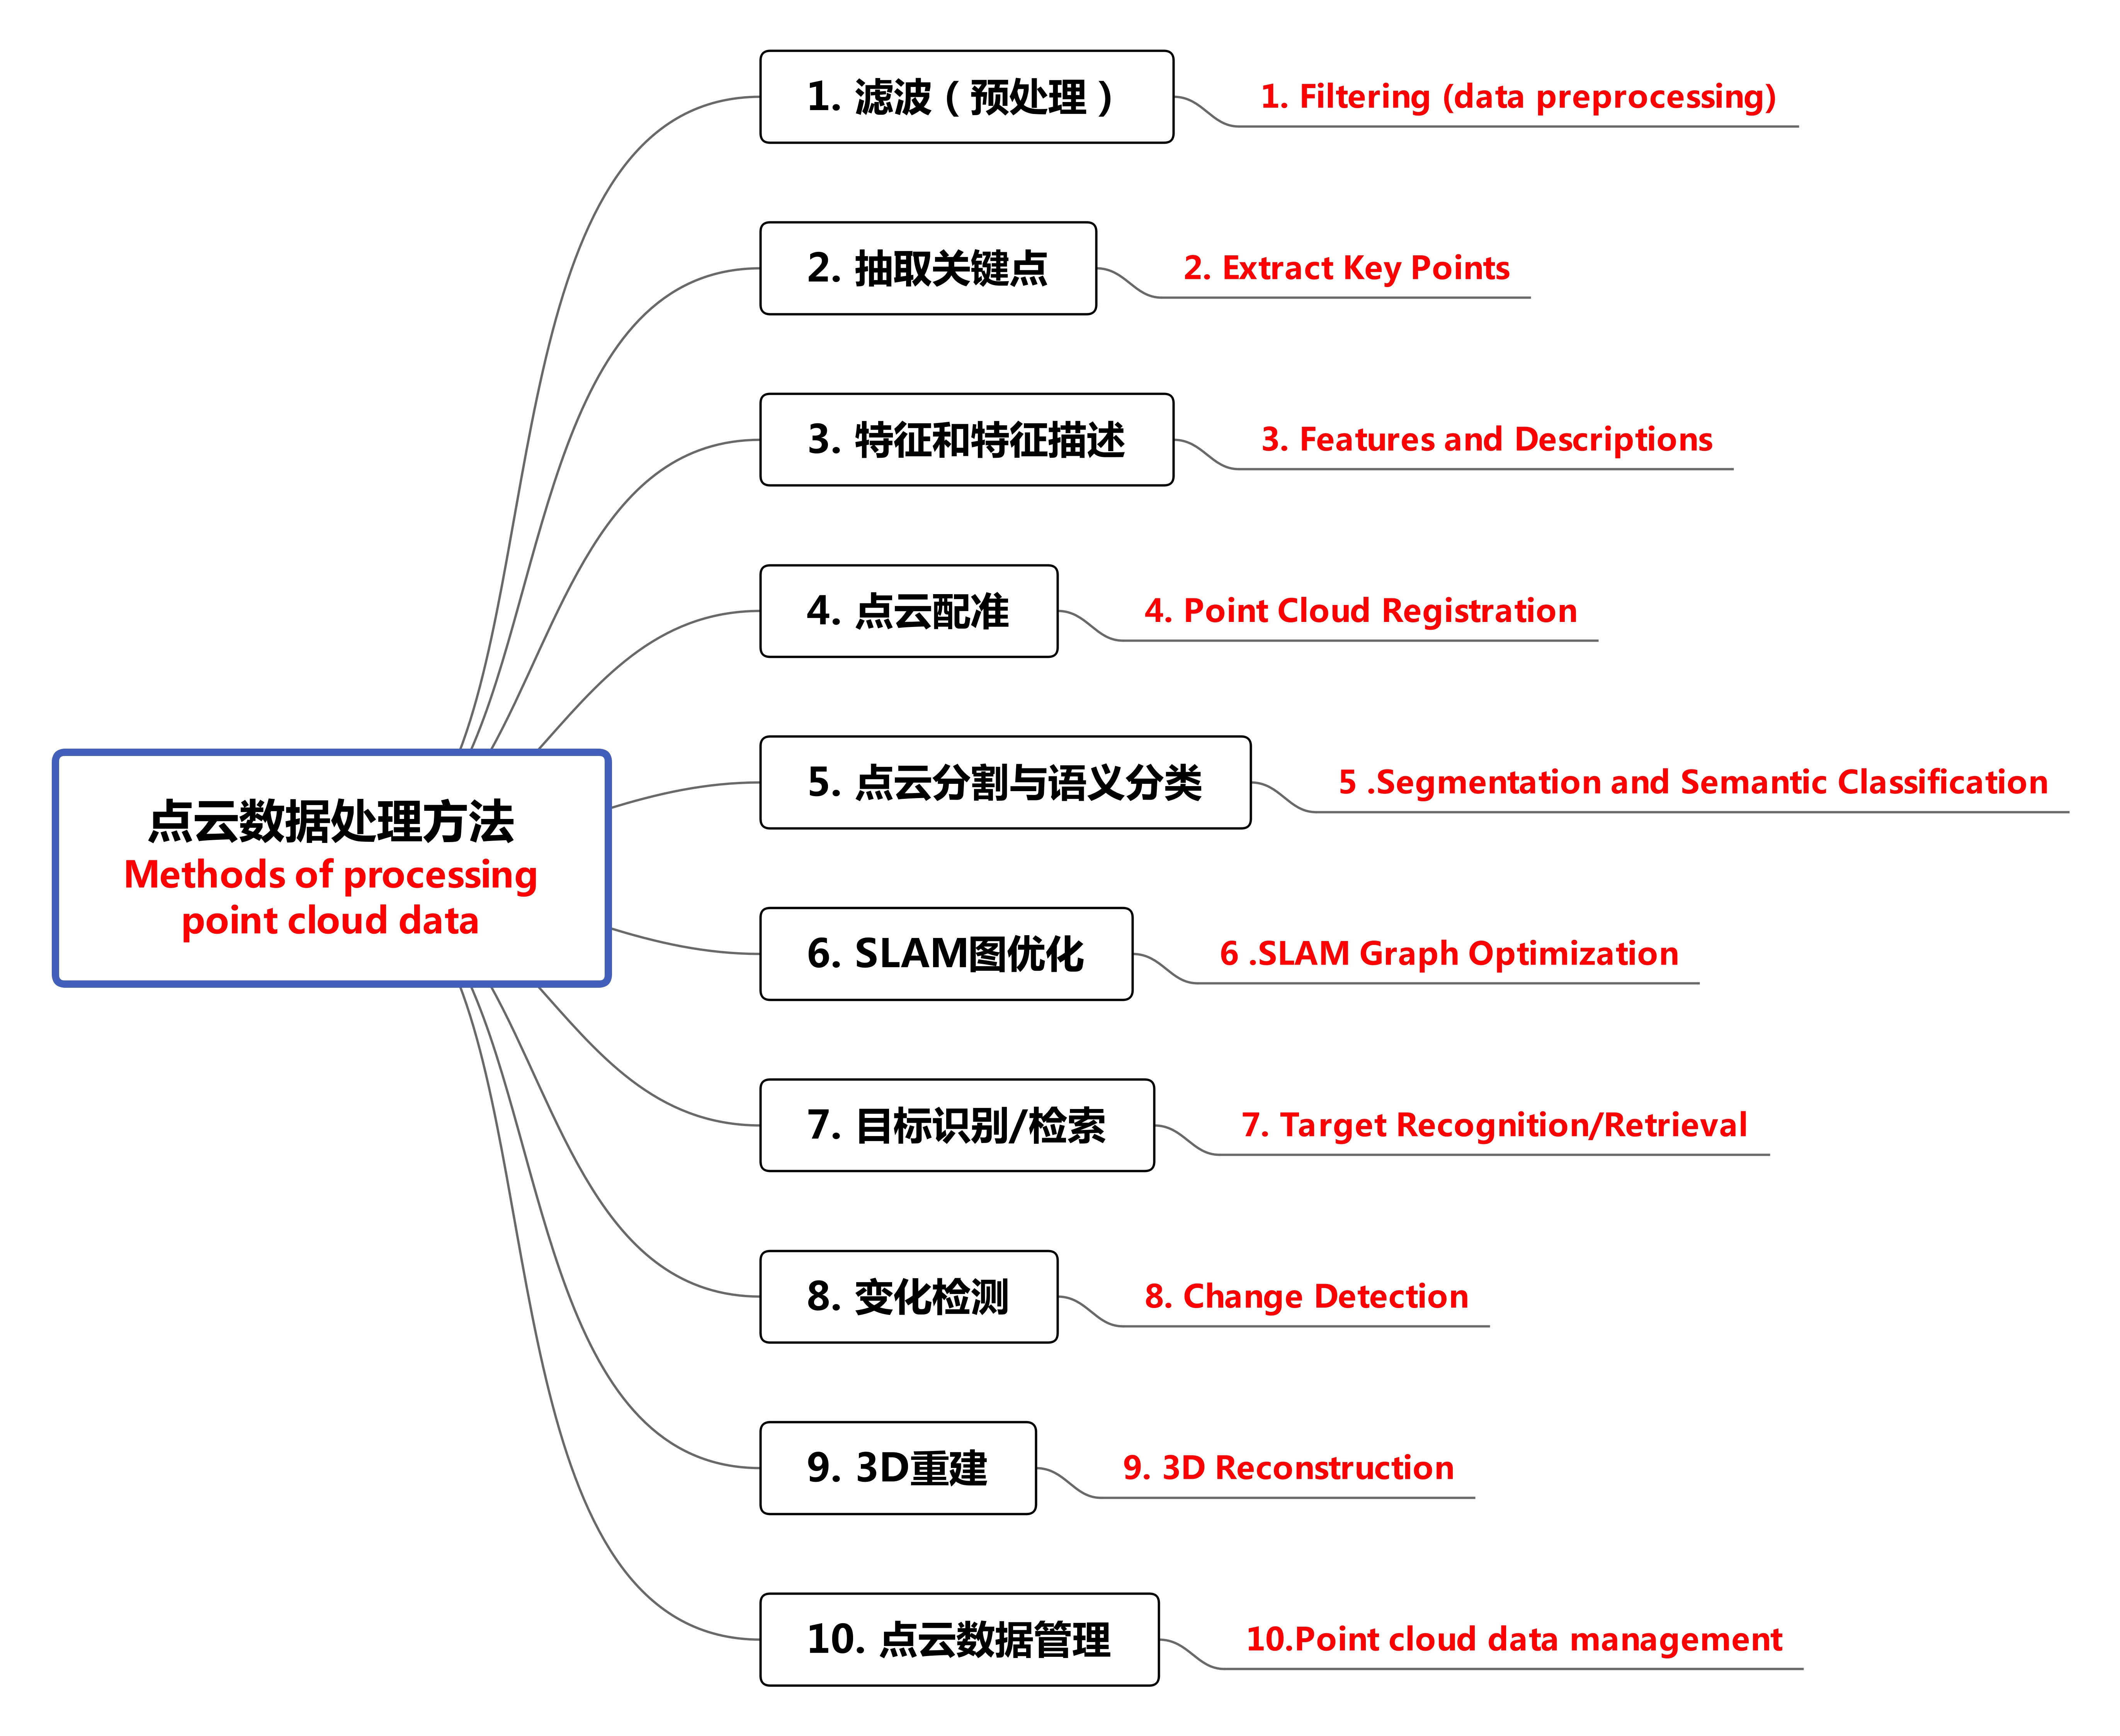 1. 滤波（预处理）
1. Filtering (data preprocessing)
2. 抽取关键点
2. Extract Key Points
3. 特征和特征描述
3. Features and Descriptions
4. 点云配准
4. Point Cloud Registration
5. 点云分割与语义分类
5 .Segmentation and Semantic Classification
点云数据处理方法
Methods of processing
point cloud data
6. SLAM图优化
6 .SLAM Graph Optimization
7. 目标识别/检索
7. Target Recognition/Retrieval
8. 变化检测
8. Change Detection
9. 3D重建
9. 3D Reconstruction
10. 点云数据管理
10.Point cloud data management